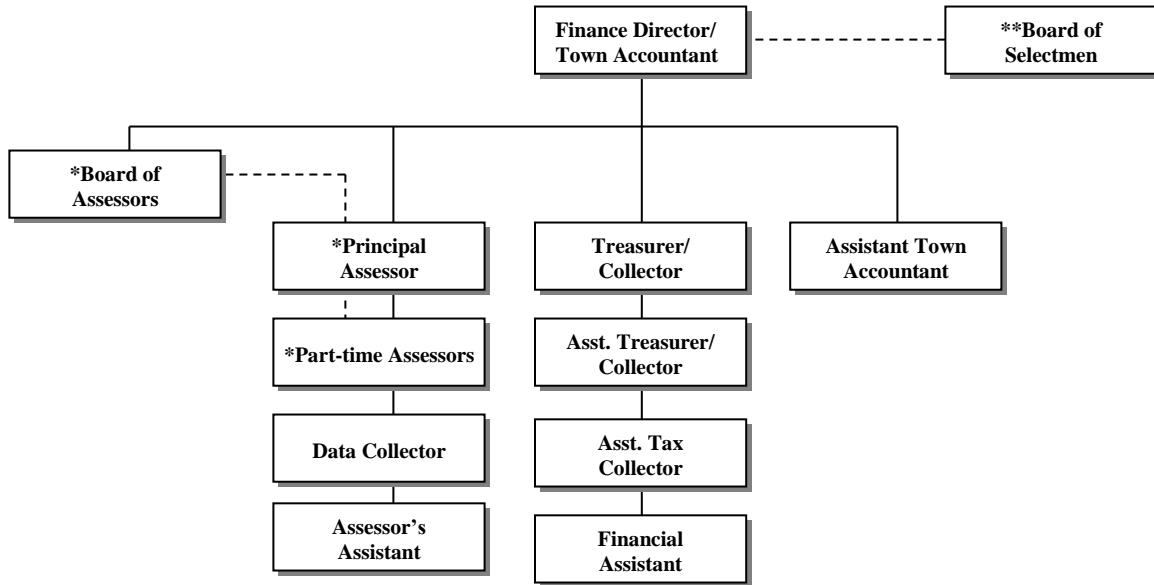 Finance Director/
Town Accountant
**Board of
Selectmen
*Board of
Assessors
*Principal
Assessor
Treasurer/
Collector
Assistant Town
Accountant
*Part-time Assessors
Asst. Treasurer/
Collector
Data Collector
Asst. Tax
Collector
Assessor’s
Assistant
Financial
Assistant